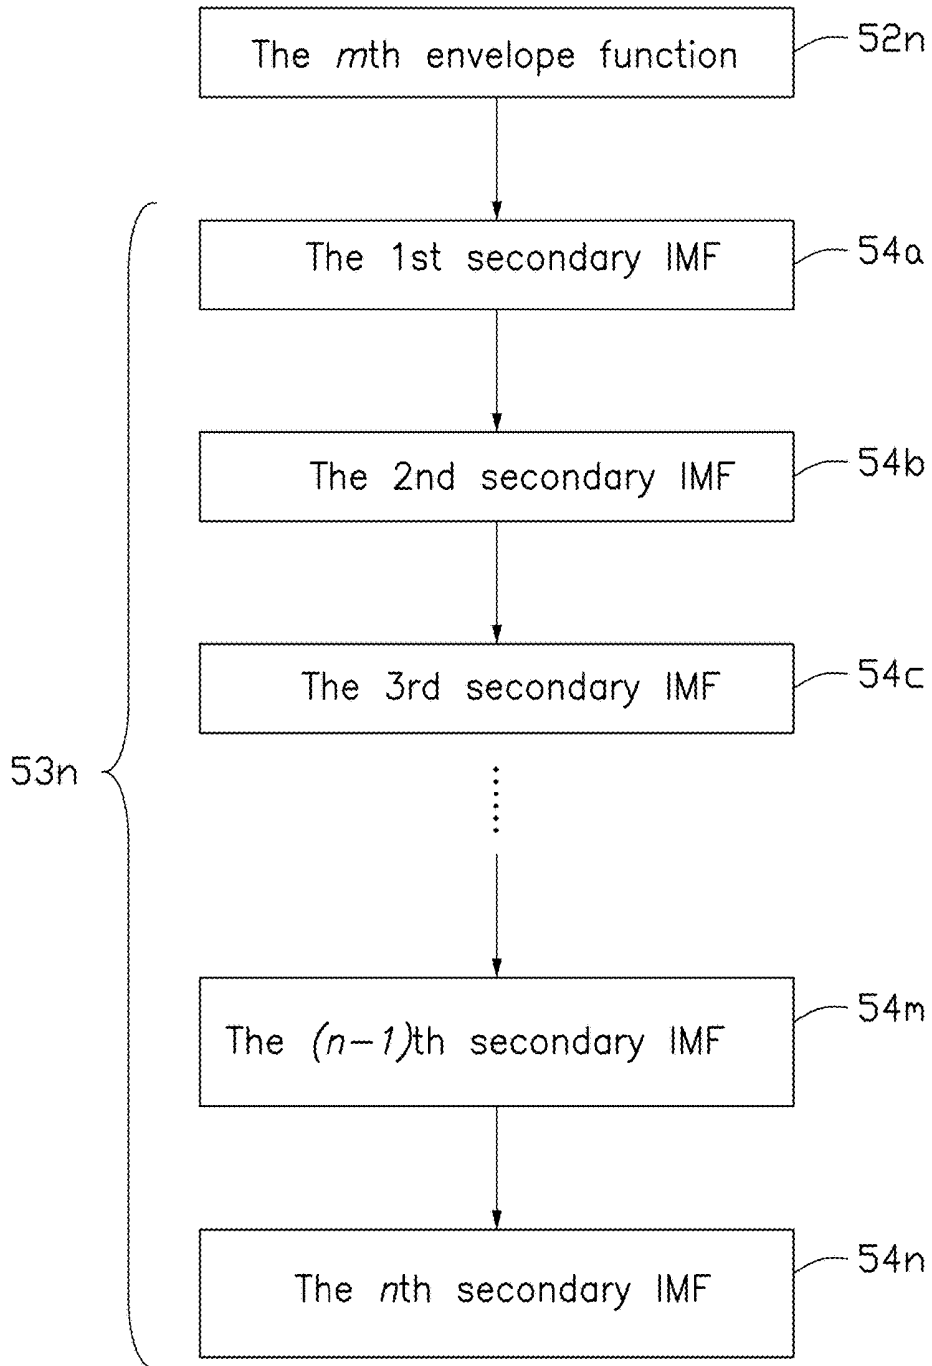 The mth envelope function
52n
The 1st secondary IMF
54a
The 2nd secondary IMF
54b
The 3rd secondary IMF
54c
53n
The (n-1)th secondary IMF
54m
The nth secondary IMF
54n